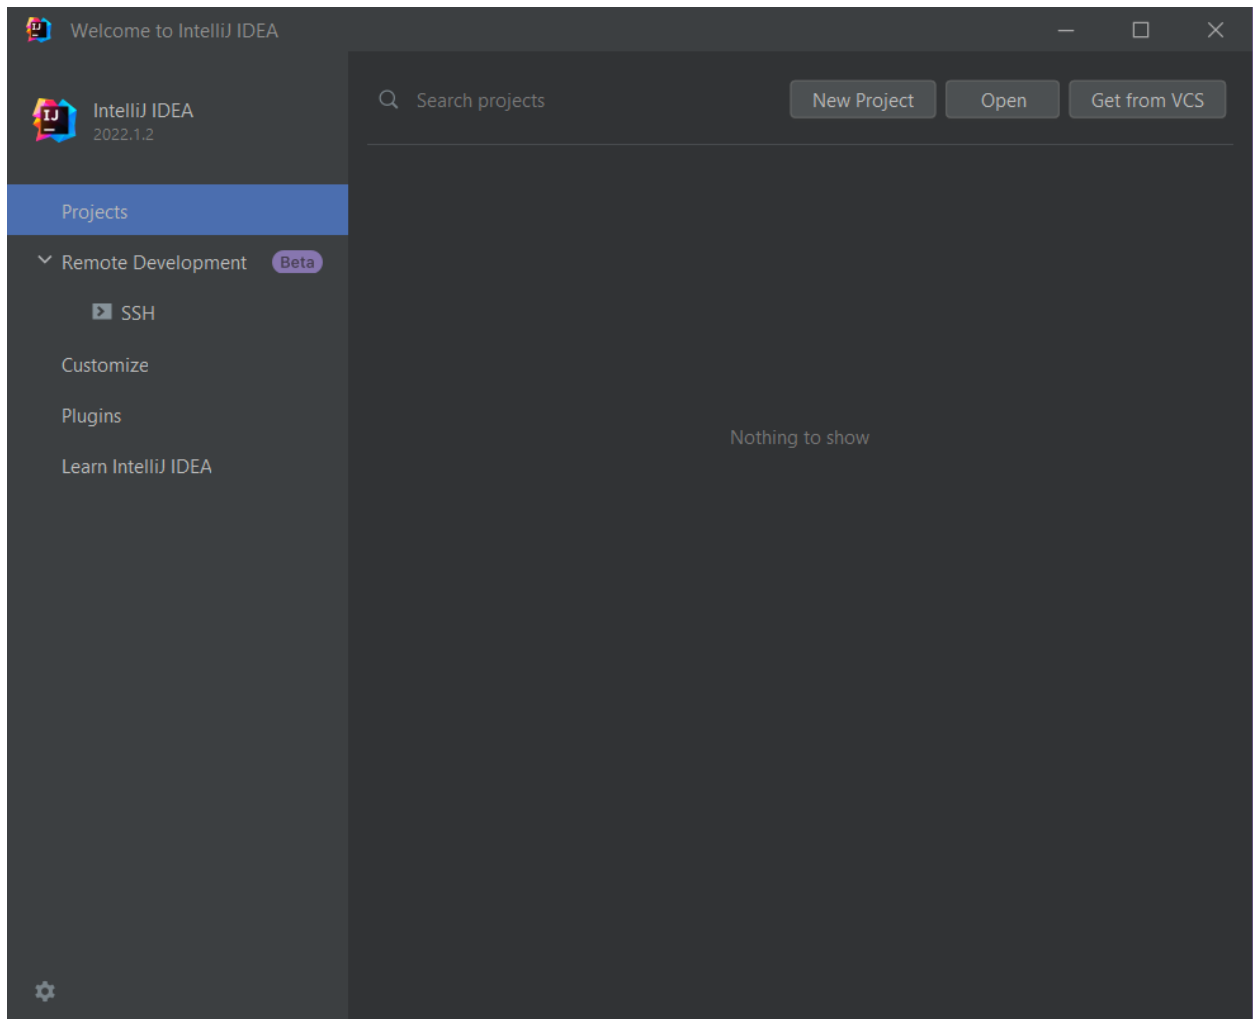 Welcome to IntelliJ IDEA
IJ
IntelliJ IDEA
2022.1.2
Search projects
New Project
Open
Get from VCS
Projects
Remote Development Beta
SSH
Customize
Plugins
Learn IntelliJ IDEA
Nothing to show